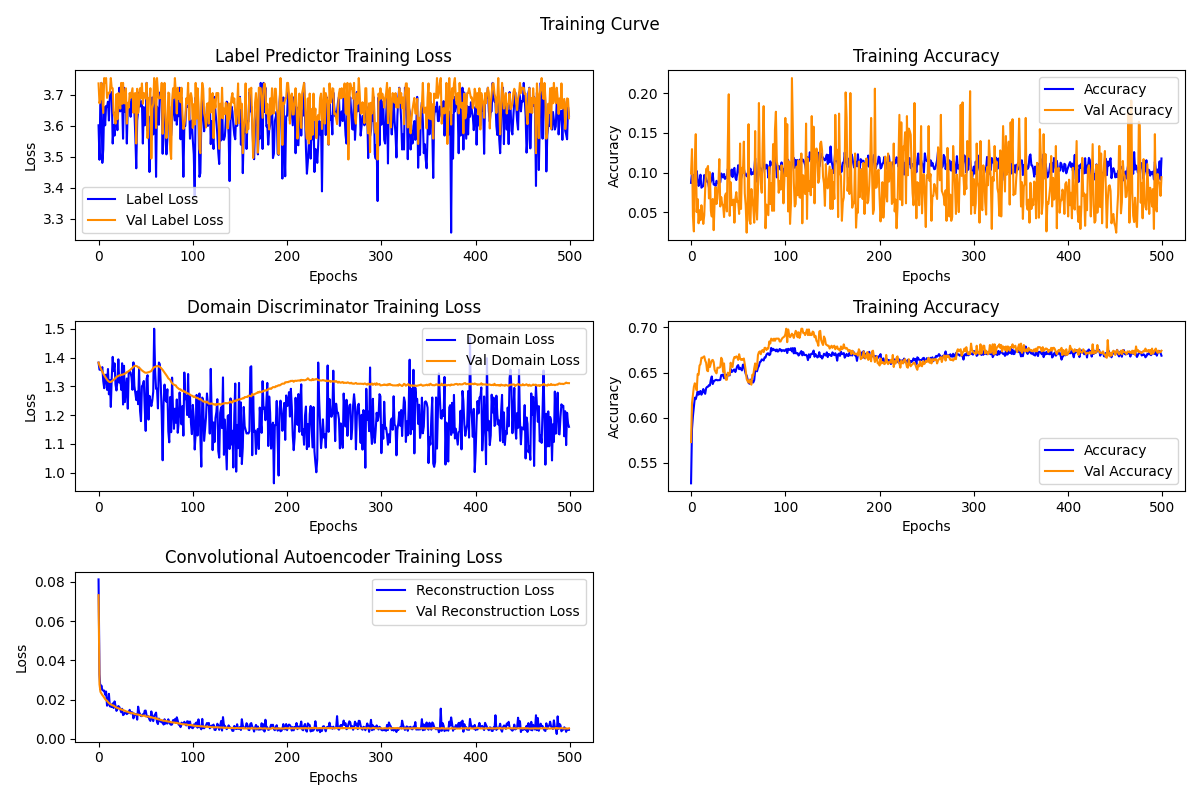 Training Curve
Label Predictor Training Loss
Loss
3.7
3.6
3.5
3.4
3.3
Label Loss
Val Label Loss
0 100 200 300 400 500
Epochs
Training Accuracy
Accuracy
0.20
0.15
0.10
0.05
Accuracy
Val Accuracy
0 100 200 300 400 500
Epochs
Domain Discriminator Training Loss
Loss
1.5
1.4
1.3
1.2
1.1
1.0
Domain Loss
Val Domain Loss
0 100 200 300 400 500
Epochs
Training Accuracy
Accuracy
0.70
0.65
0.60
0.55
Accuracy
Val Accuracy
0 100 200 300 400 500
Epochs
Convolutional Autoencoder Training Loss
Loss
0.08
0.06
0.04
0.02
0.00
Reconstruction Loss
Val Reconstruction Loss
0 100 200 300 400 500
Epochs